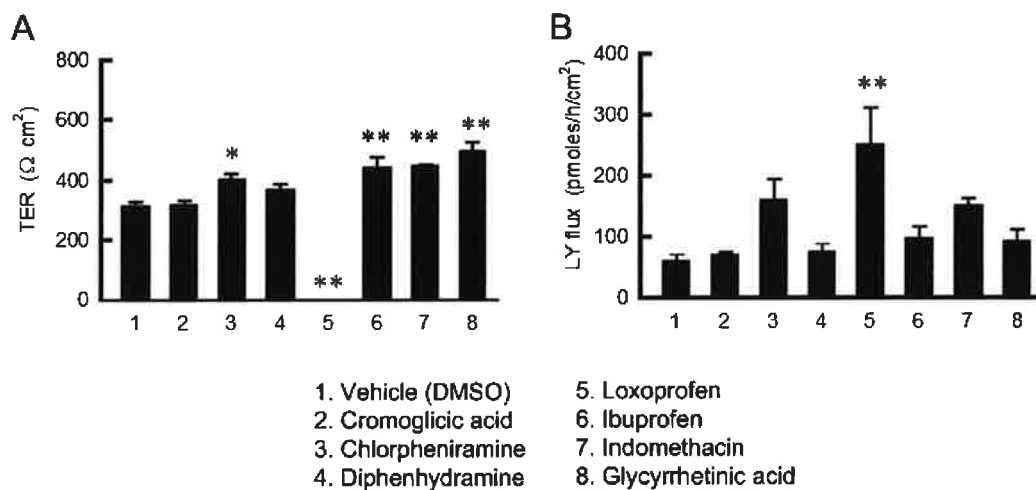 A
TER (Ω cm²)
800
600
400
200
0
*
**
**
**
**
1 2 3 4 5 6 7 8
B
LY flux (pmoles/h/cm²)
400
300
200
100
0
**
1 2 3 4 5 6 7 8
1. Vehicle (DMSO)
2. Cromoglicic acid
3. Chlorpheniramine
4. Diphenhydramine
5. Loxoprofen
6. Ibuprofen
7. Indomethacin
8. Glycyrrhetinic acid